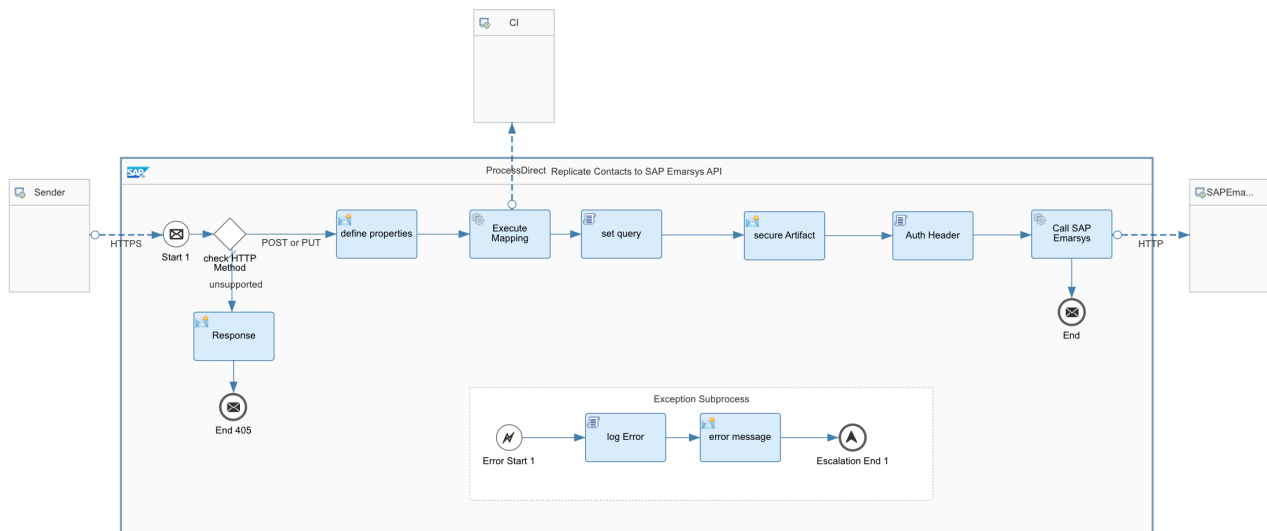 CI
SAP
ProcessDirect Replicate Contacts to SAP Emarsys API
Sender
SAPEma...
HTTPS
Start 1
check HTTP
Method
POST or PUT
define properties
Execute
Mapping
set query
secure Artifact
Auth Header
Call SAP
Emarsys
HTTP
unsupported
Response
End
End 405
Exception Subprocess
log Error
error message
Error Start 1
Escalation End 1